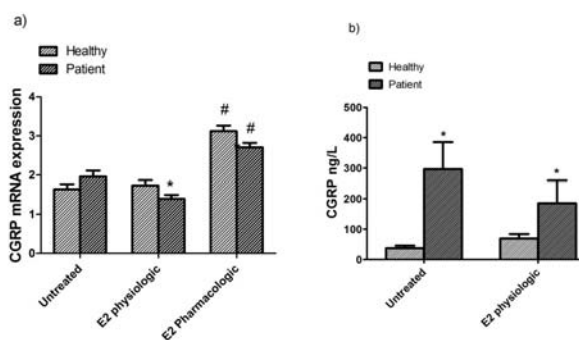 a)
Healthy
Patient
CGRP mRNA expression
4
3
2
1
0
#
#
*
Untreated
E2 physiologic
E2 Pharmacologic
b)
Healthy
Patient
CGRP ng/L
500
400
300
200
100
0
*
*
Untreated
E2 physiologic